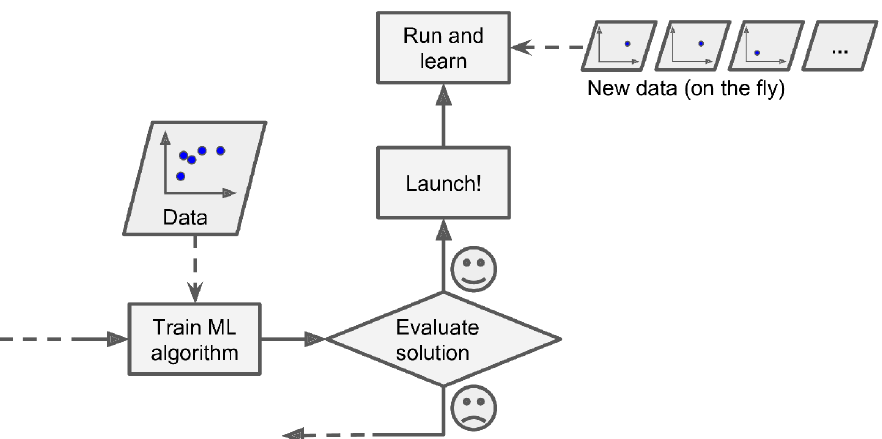 Run and
learn
...
New data (on the fly)
Launch!
Data
Train ML
algorithm
Evaluate
solution